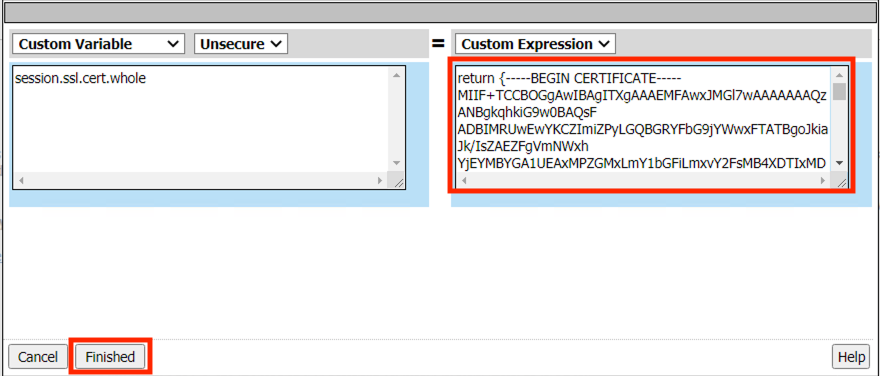 Custom Variable Unsecure = Custom Expression
session.ssl.cert.whole
return {-----BEGIN CERTIFICATE-----
MIIF+TCCBOGgAwIBAgITXgAAAEMFAwxJMGl7wAAAAAAAQz
ANBgkqhkiG9w0BAQsF
ADBIMRUwEwYKCZImiZPyLGQBGRYFbG9jYWwxFTATBgoJkia
Jk/IsZAEZFgVmNWxh
YjEYMBYGA1UEAxMPZGMxLmY1bGFiLmxvY2FsMB4XDTIxMD
Cancel Finished Help